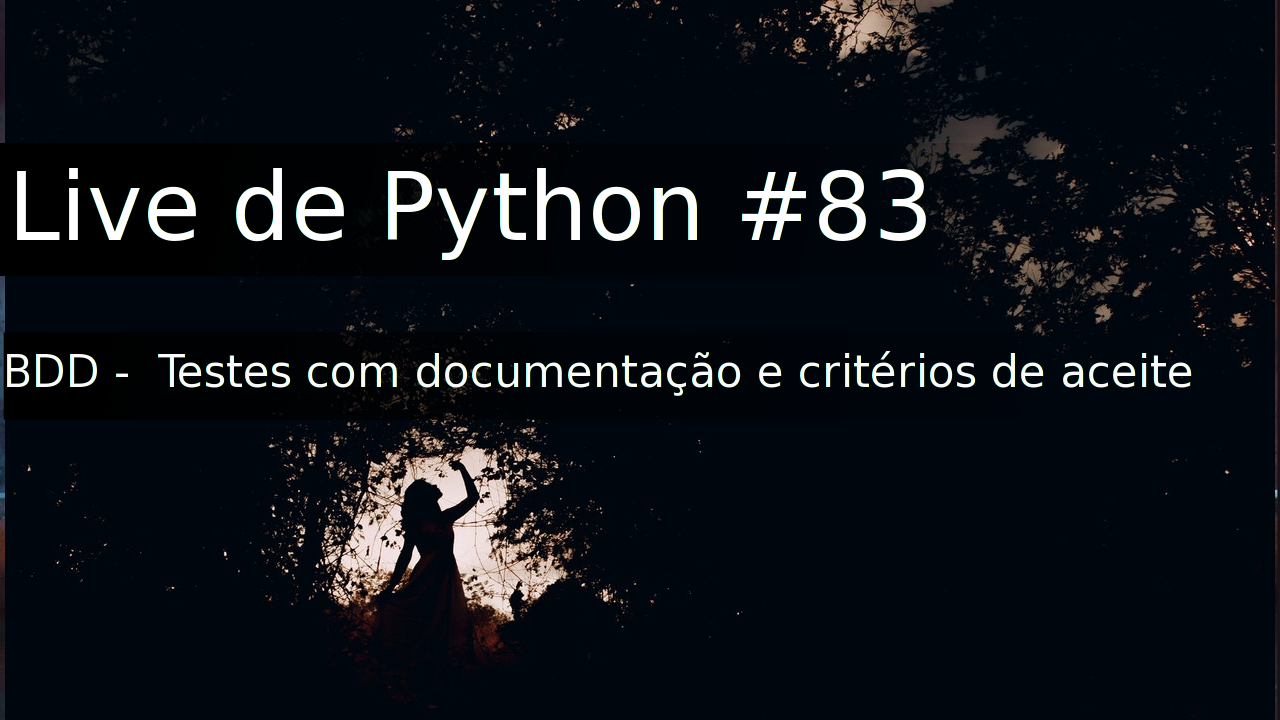 Live de Python #83
BDD - Testes com documentação e critérios de aceite